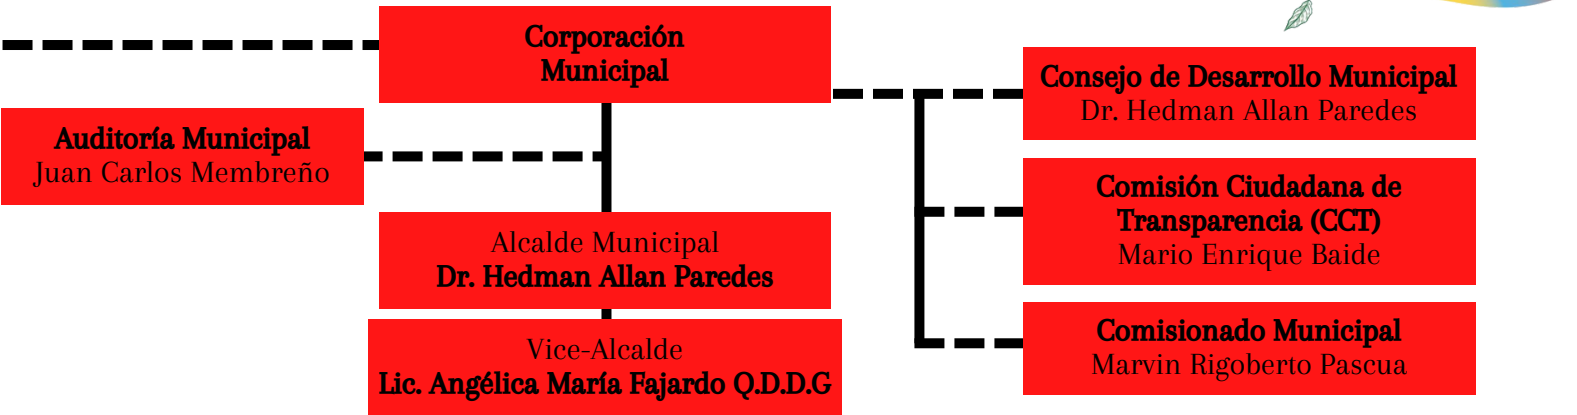 Corporación
Municipal
Auditoría Municipal
Juan Carlos Membreño
Alcalde Municipal
Dr. Hedman Allan Paredes
Vice-Alcalde
Lic. Angélica María Fajardo Q.D.D.G
Consejo de Desarrollo Municipal
Dr. Hedman Allan Paredes
Comisión Ciudadana de
Transparencia (CCT)
Mario Enrique Baide
Comisionado Municipal
Marvin Rigoberto Pascua